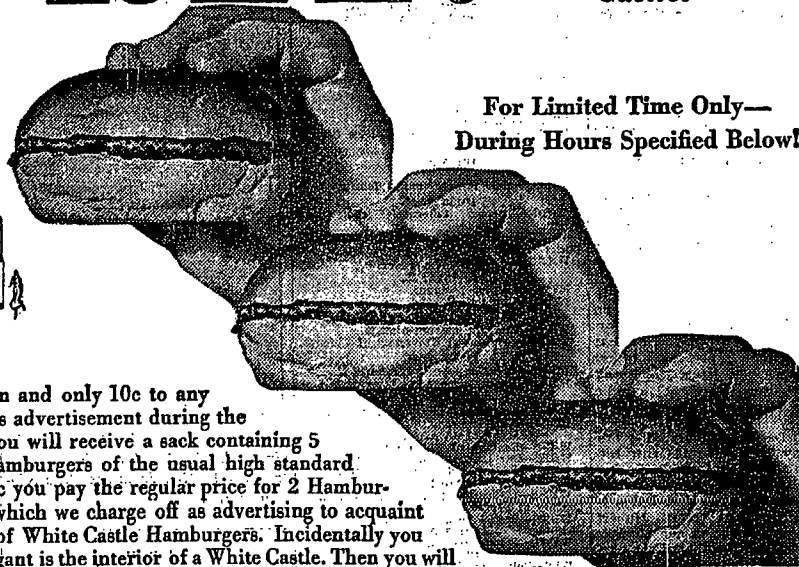 For Limited Time Only—
During Hours Specified Below!
n and only 10c to any
s advertisement during the
ou will receive a sack containing 5
amburgers of the usual high standard
c you pay the regular price for 2 Hambur-
which we charge off as advertising to acquaint
of White Castle Hamburgers. Incidentally you
gant is the interior of a White Castle. Then you will